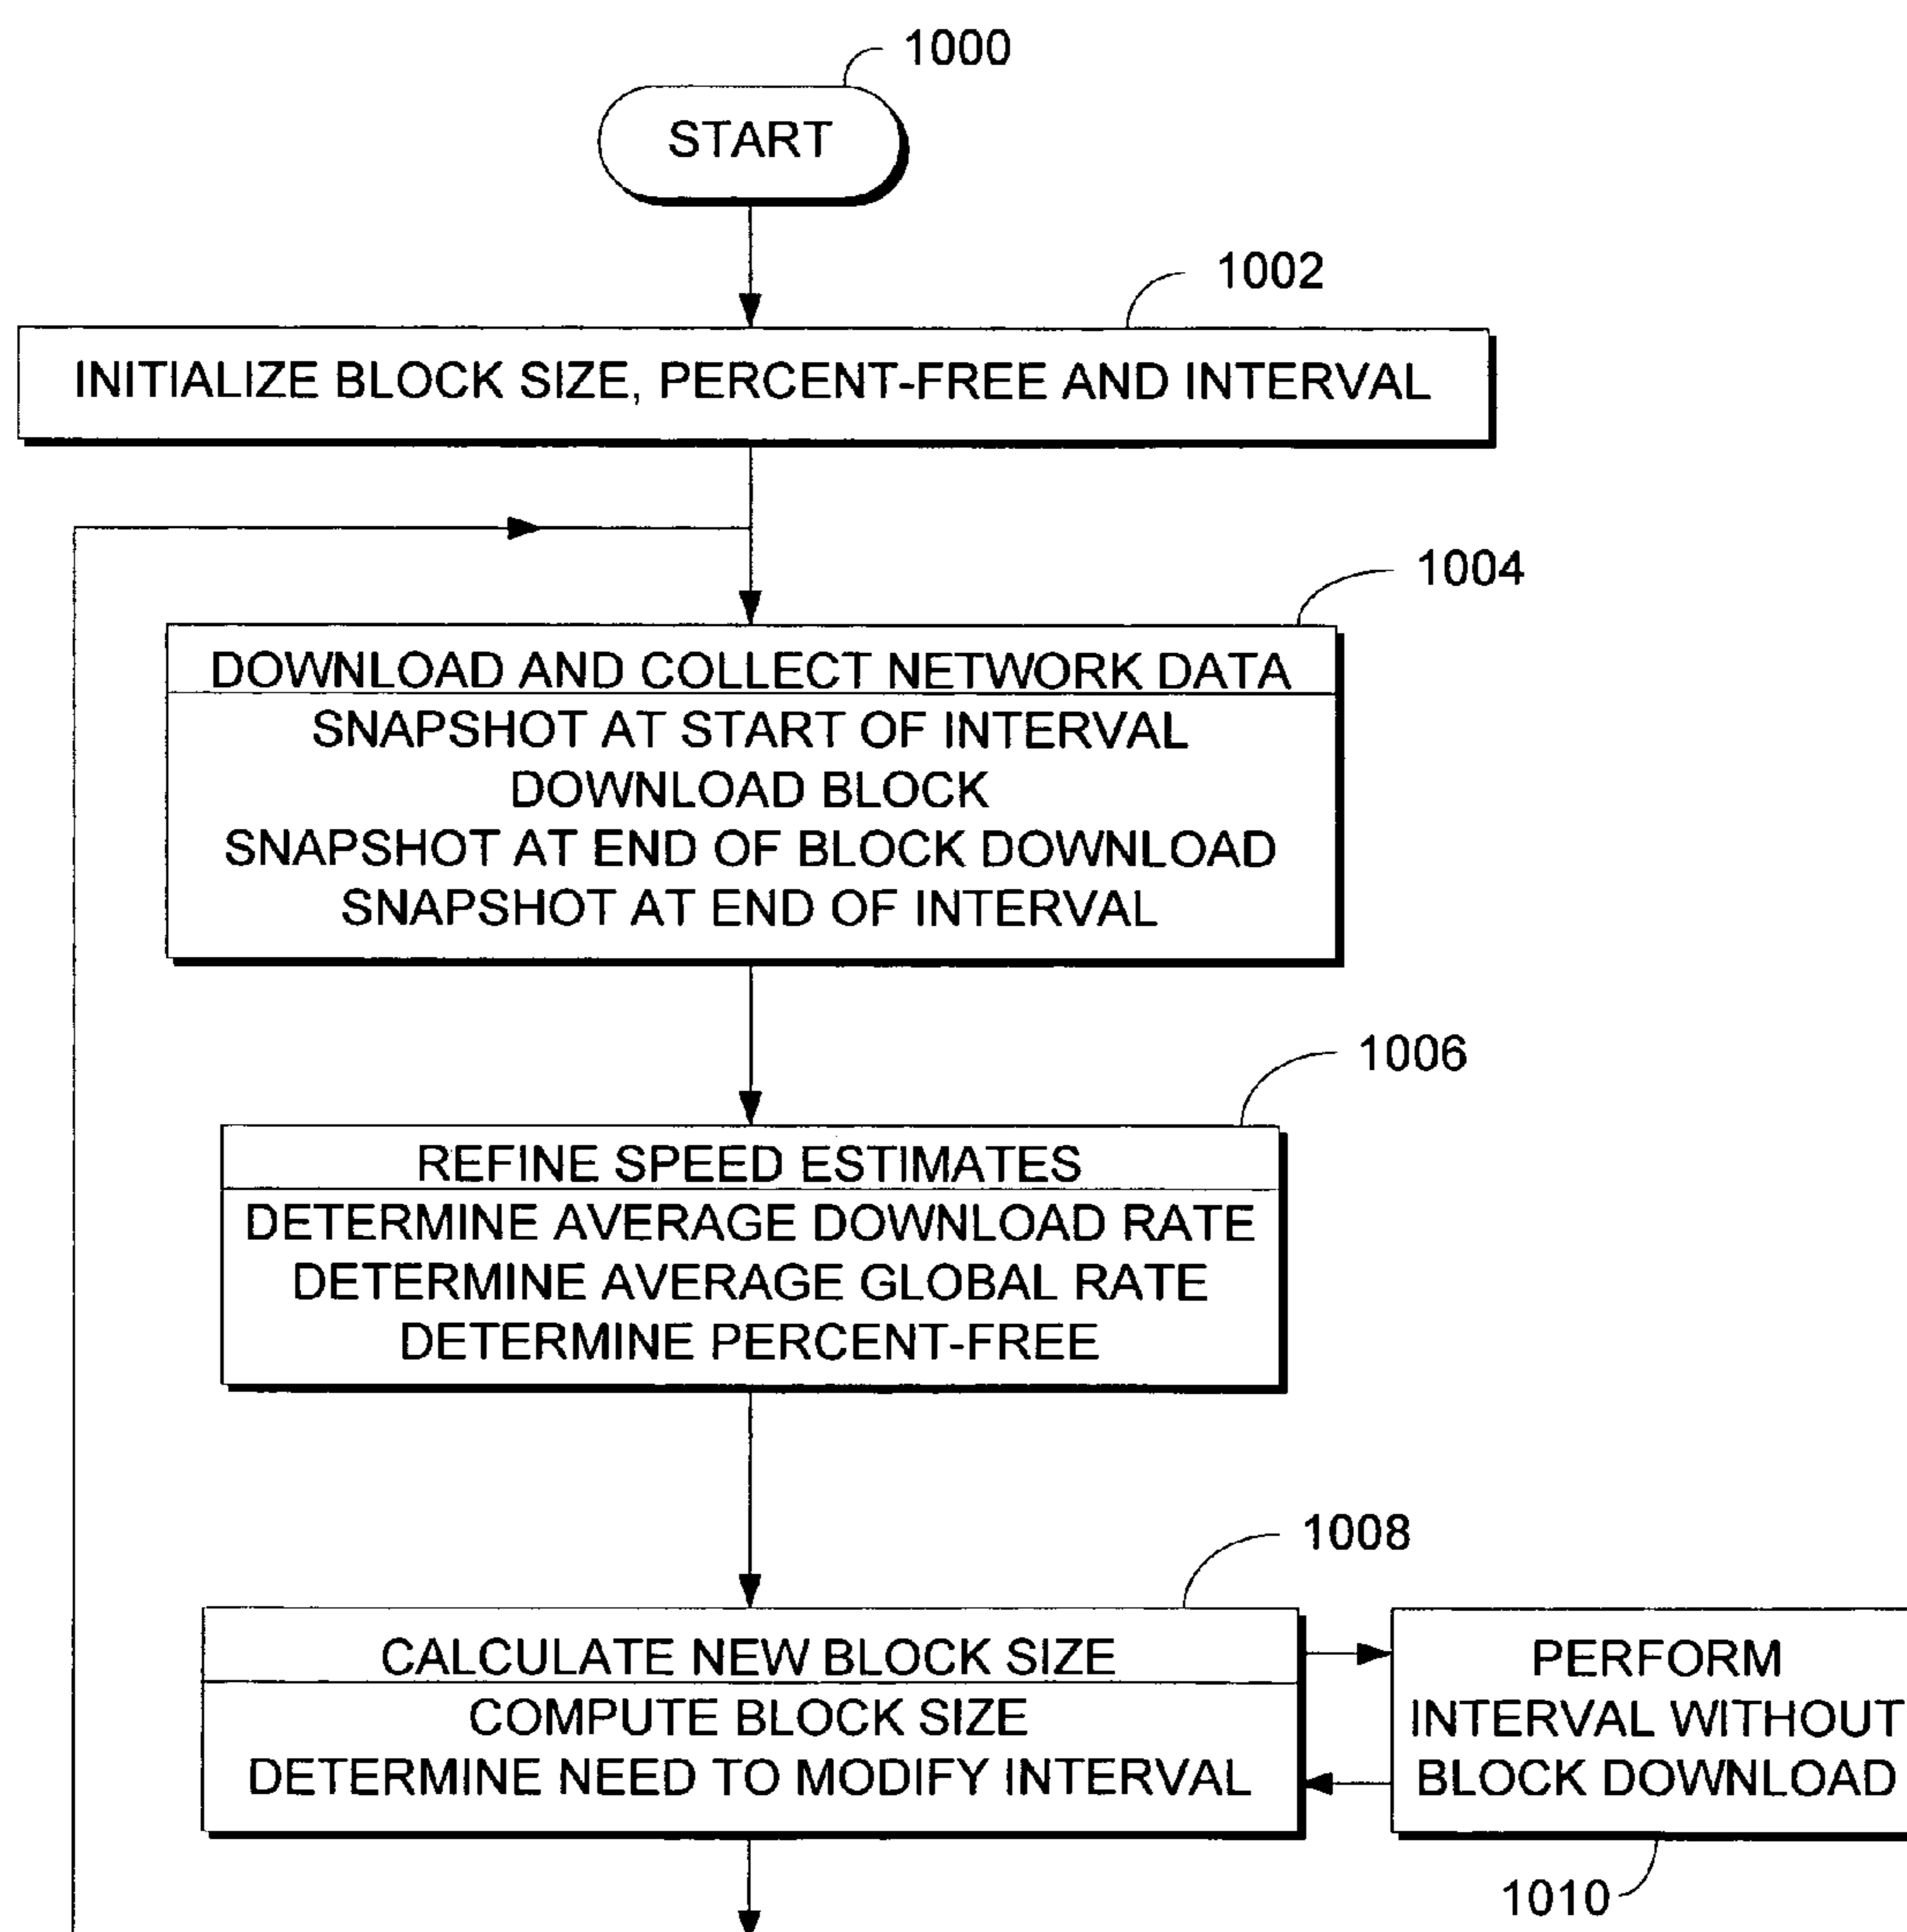 1000
START
1002
INITIALIZE BLOCK SIZE, PERCENT-FREE AND INTERVAL
1004
DOWNLOAD AND COLLECT NETWORK DATA
SNAPSHOT AT START OF INTERVAL
DOWNLOAD BLOCK
SNAPSHOT AT END OF BLOCK DOWNLOAD
SNAPSHOT AT END OF INTERVAL
1006
REFINE SPEED ESTIMATES
DETERMINE AVERAGE DOWNLOAD RATE
DETERMINE AVERAGE GLOBAL RATE
DETERMINE PERCENT-FREE
1008
CALCULATE NEW BLOCK SIZE
COMPUTE BLOCK SIZE
DETERMINE NEED TO MODIFY INTERVAL
PERFORM
INTERVAL WITHOUT
BLOCK DOWNLOAD
1010